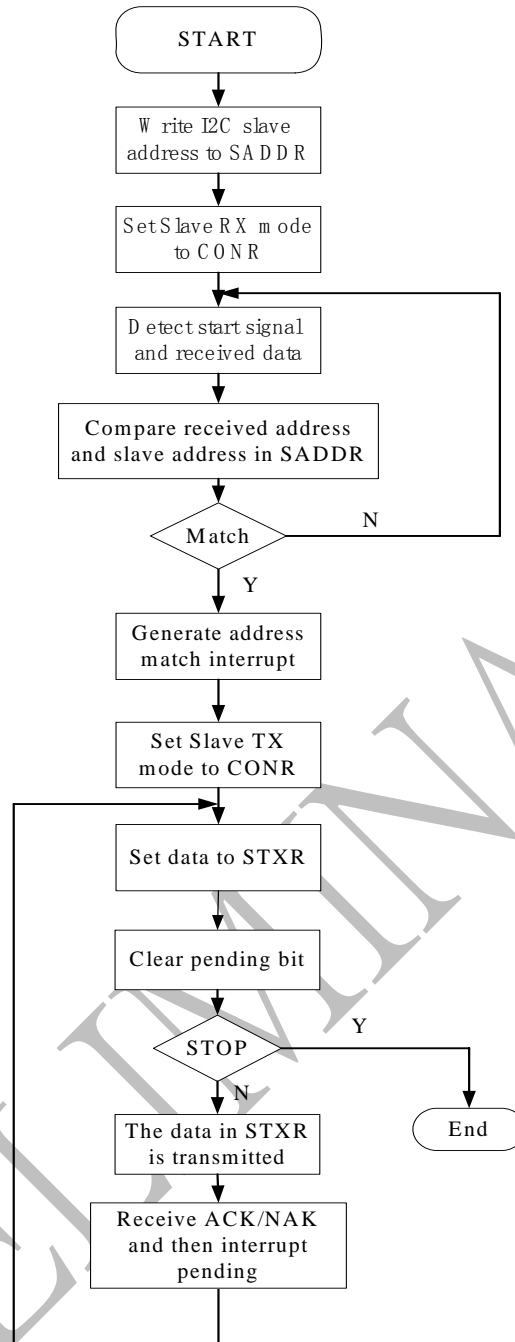 START
Write I2C slave
address to SADDR
Set Slave RX mode
to CONR
Detect start signal
and received data
Compare received address
and slave address in SADDR
Match
N
Y
Generate address
match interrupt
Set Slave TX
mode to CONR
Set data to STXR
Clear pending bit
STOP
Y
N
The data in STXR
is transmitted
End
Receive ACK/NAK
and then interrupt
pending
ELIMINA